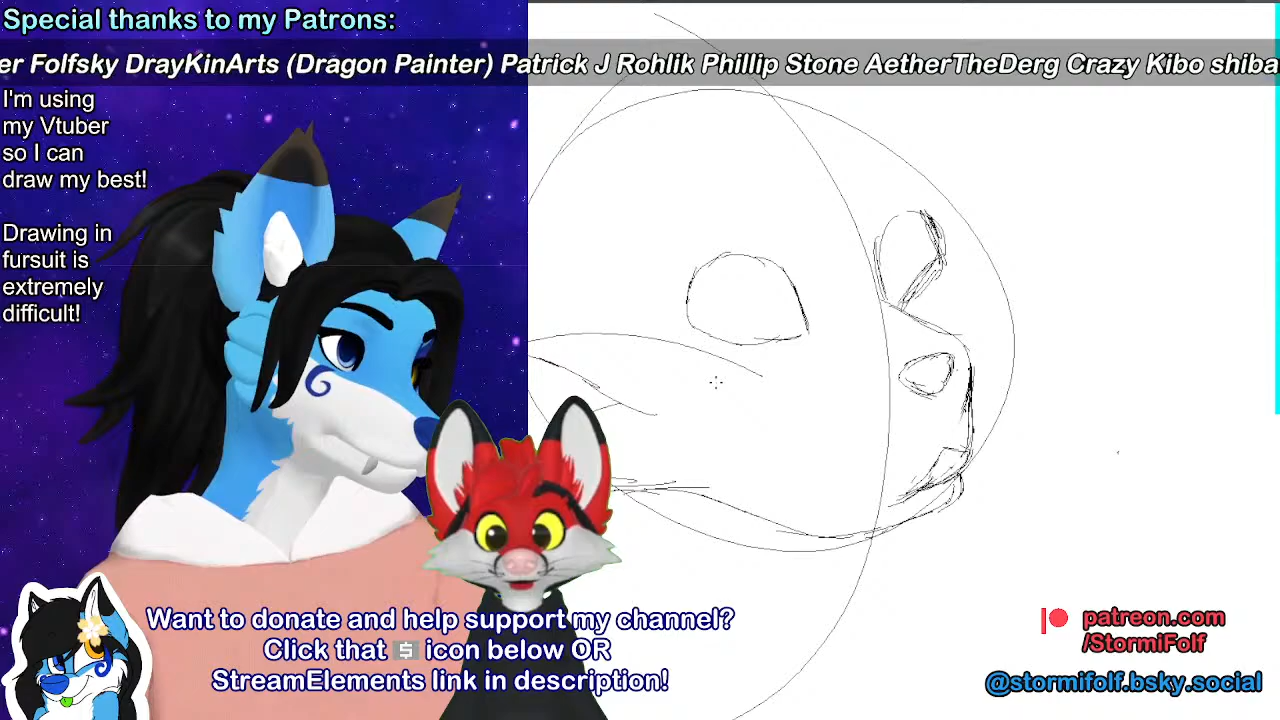 Special thanks to my Patrons:
er Folfsky DrayKinArts (Dragon Painter) Patrick J Rohlik Phillip Stone AetherTheDerg Crazy Kibo shiba
I'm using
my Vtuber
so I can
draw my best!
Drawing in
fursuit is
extremely
difficult!
Want to donate and help support my channel?
Click that $ icon below OR
StreamElements link in description!
patreon.com
/StormiFolf
@stormifolf.bsky.social